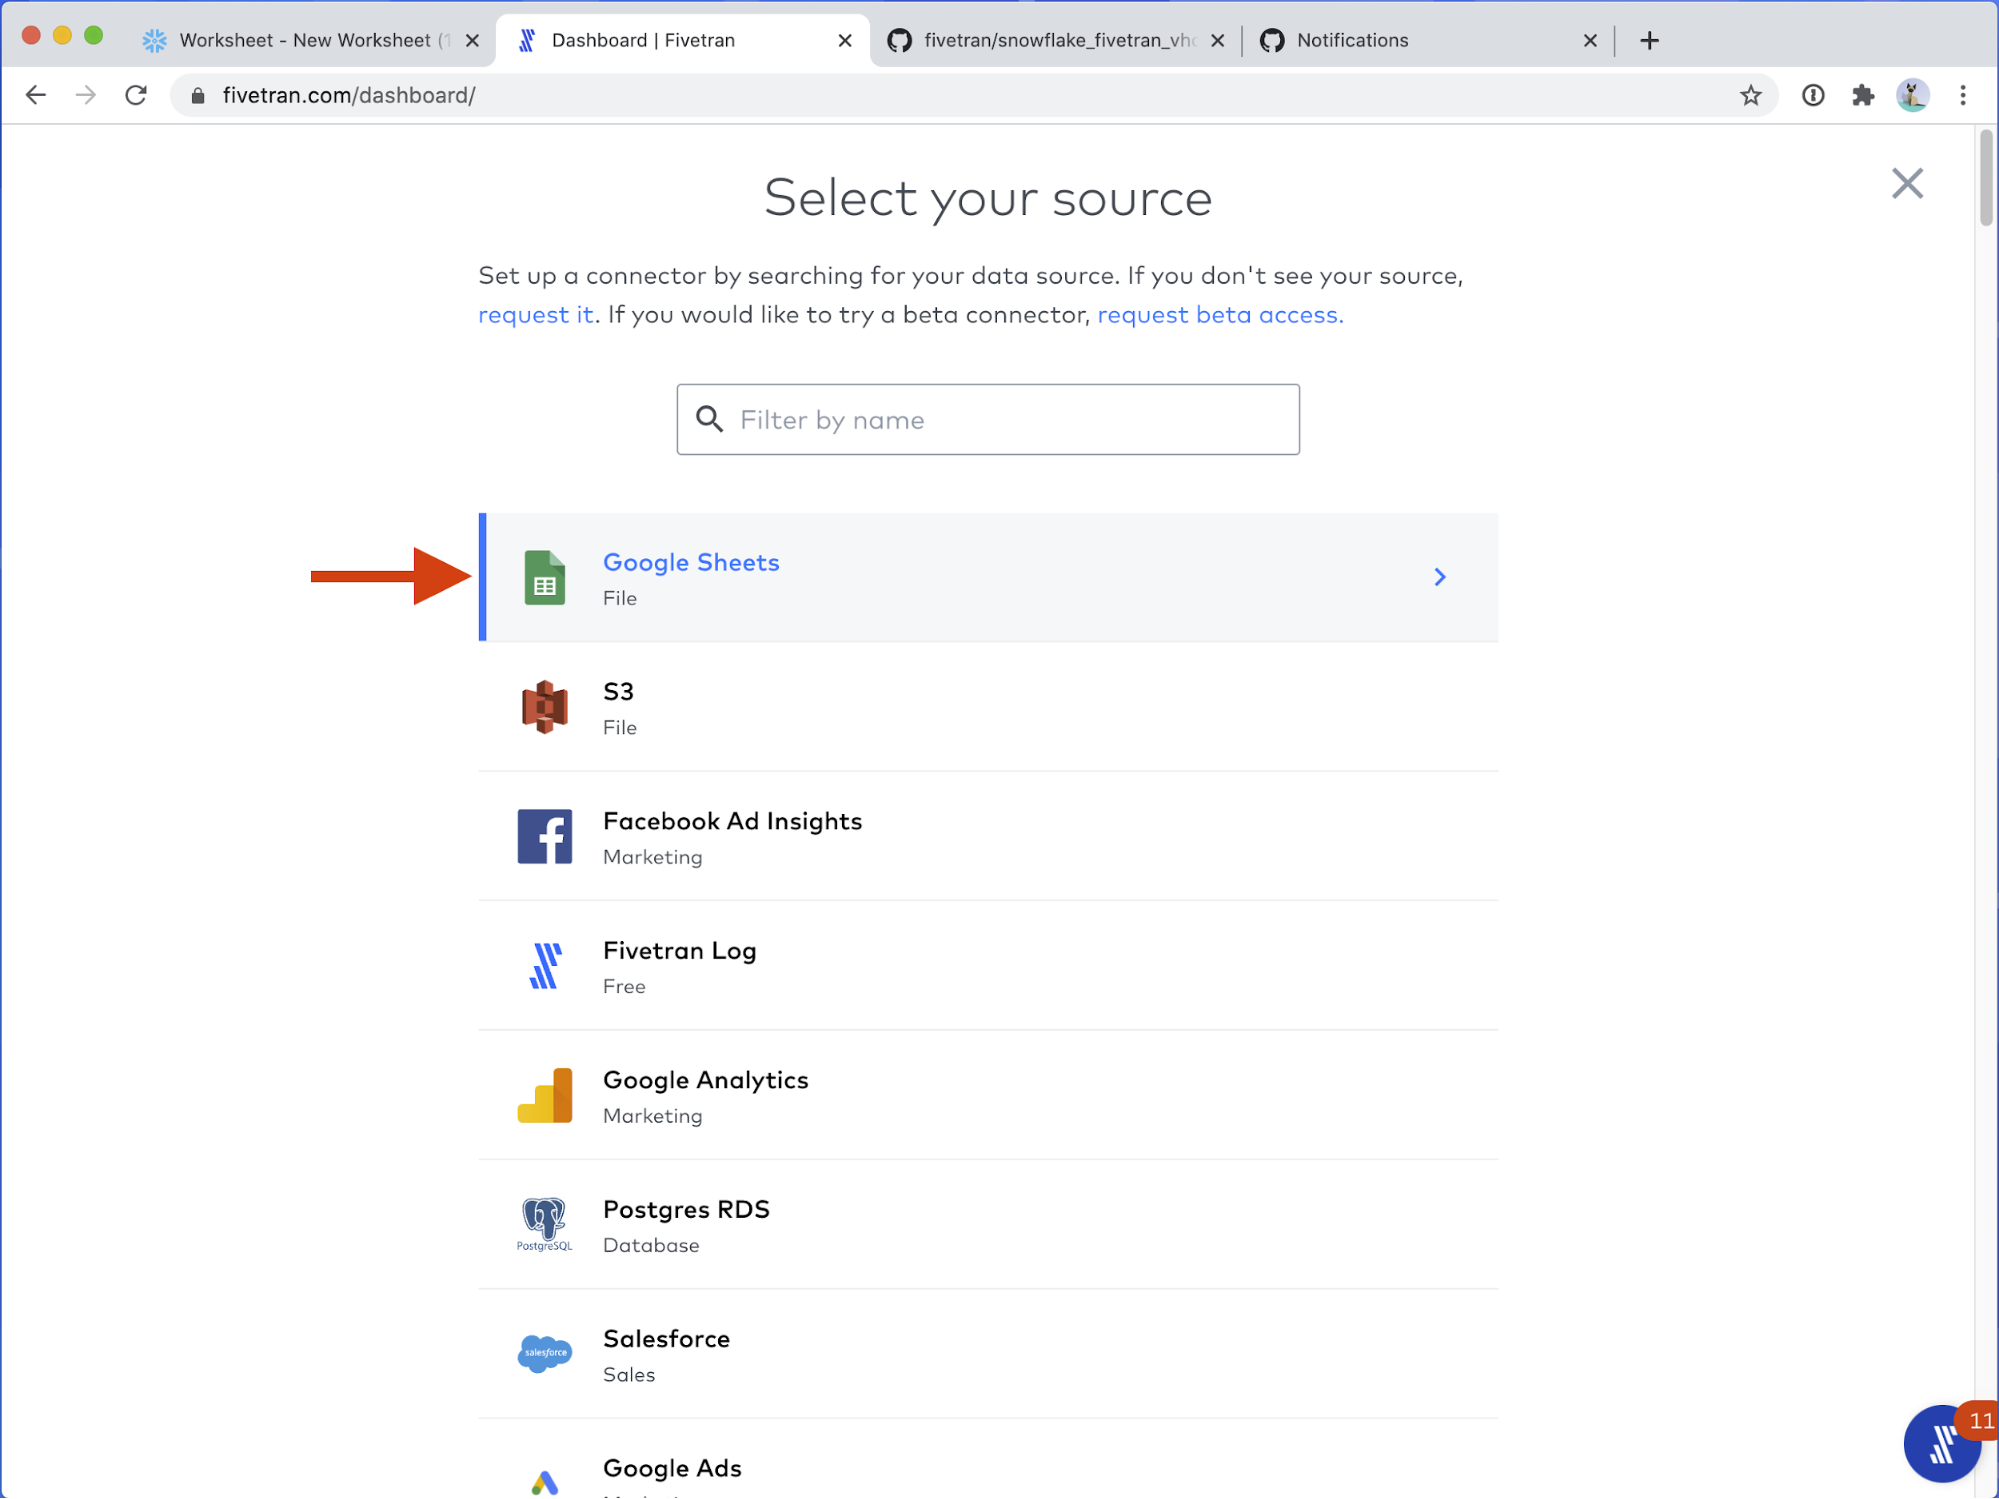 Worksheet - New Worksheet (1
Dashboard | Fivetran
fivetran/snowflake_fivetran_vho
Notifications
fivetran.com/dashboard/
Select your source
Set up a connector by searching for your data source. If you don't see your source,
request it. If you would like to try a beta connector, request beta access.
Filter by name
Google Sheets
File
S3
File
Facebook Ad Insights
Marketing
Fivetran Log
Free
Google Analytics
Marketing
PostgreSQL
Postgres RDS
Database
salesforce
Salesforce
Sales
11
Google Ads